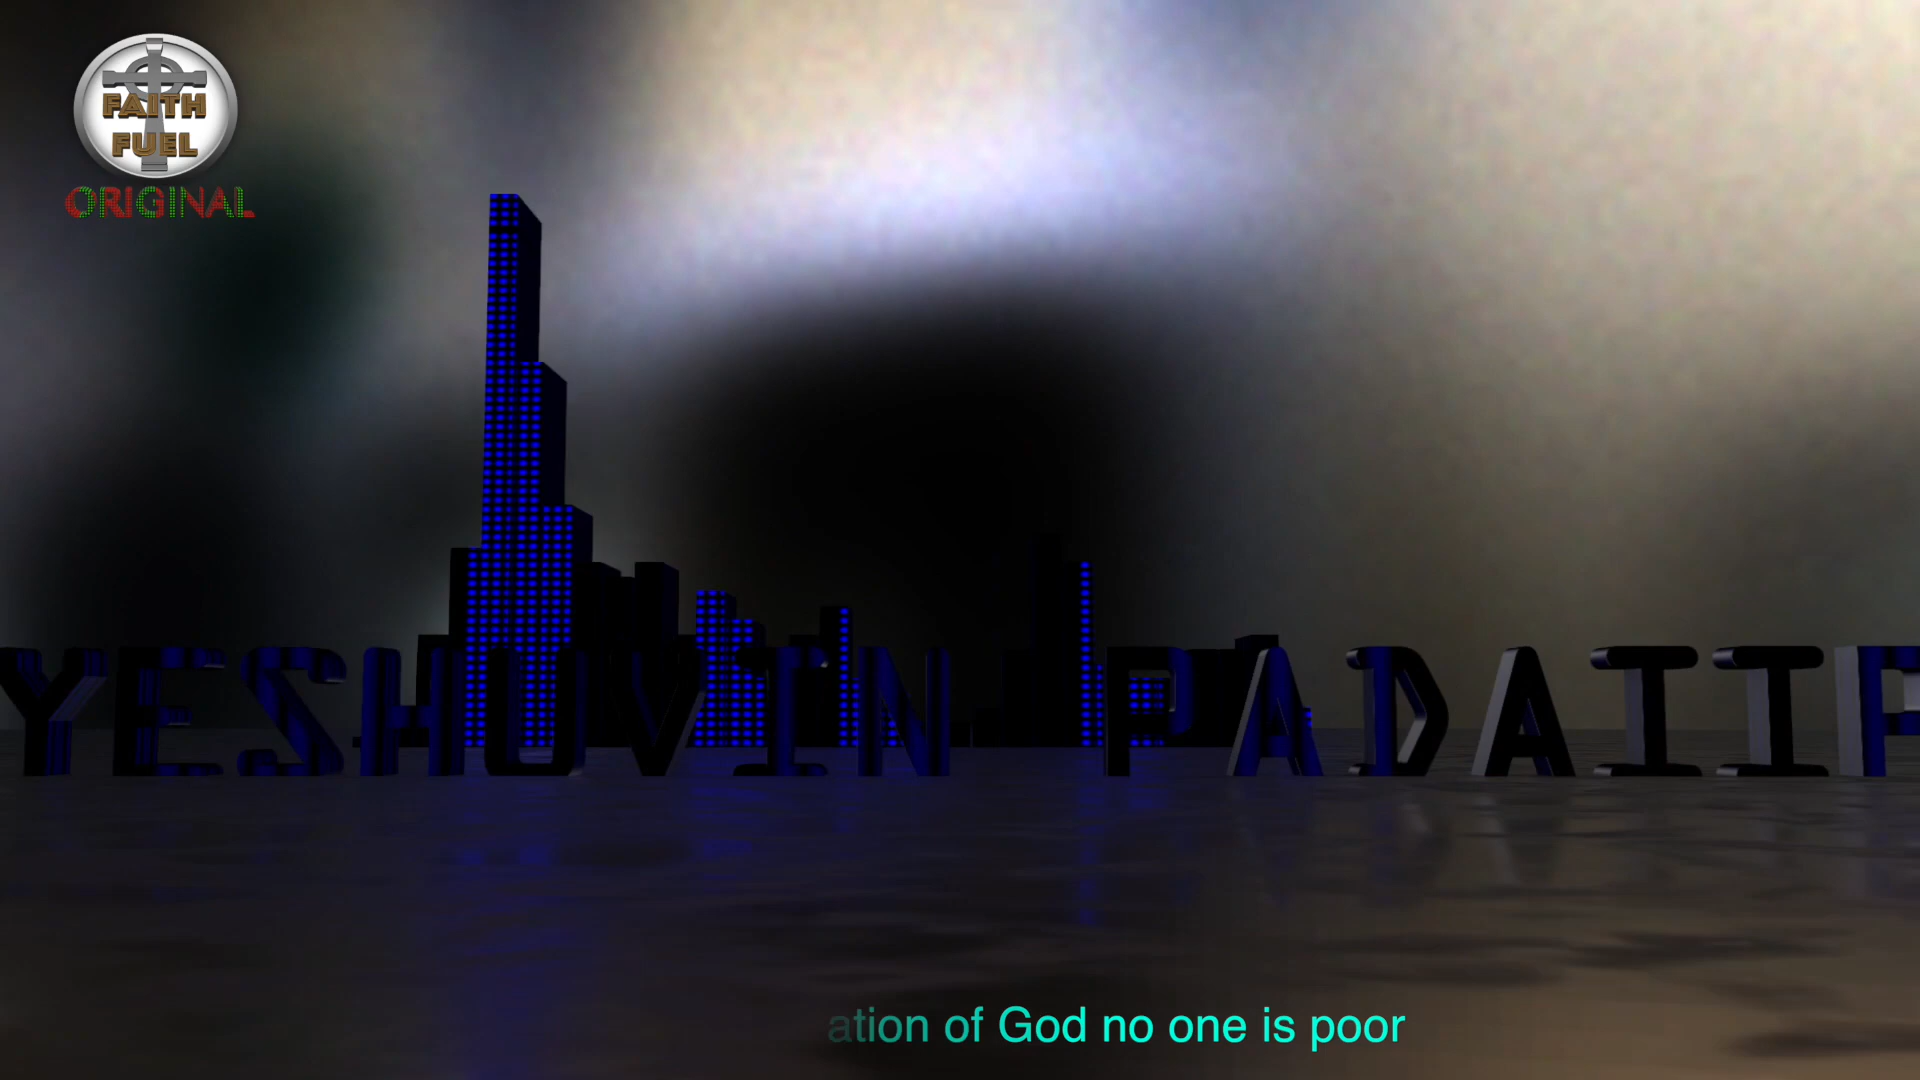 FAITH
FUEL
ORIGINAL
YESHUVIN PADAIIP
ation of God no one is poor